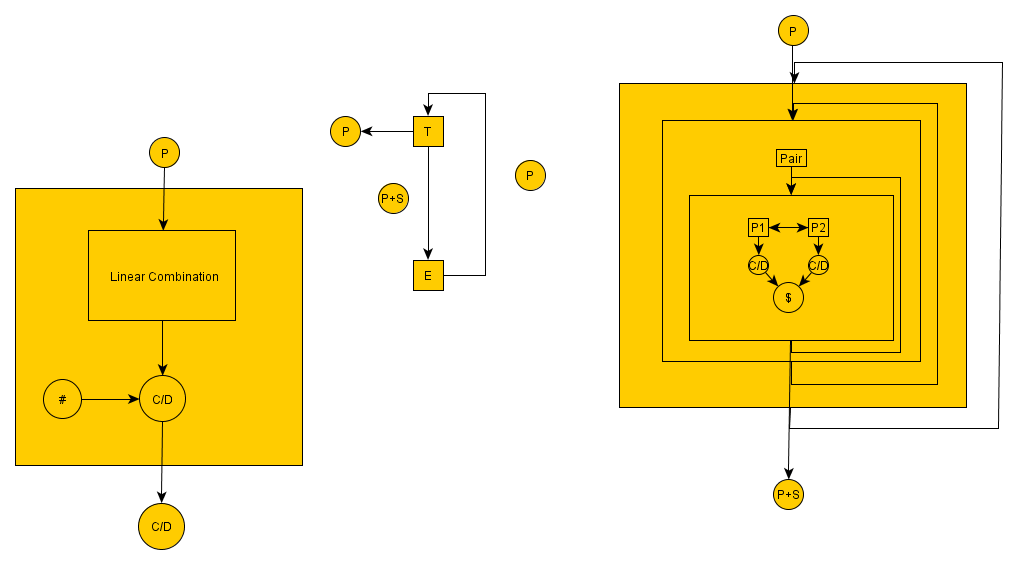 P
Linear Combination
#
C/D
C/D
P
T
P+S
P
E
P
Pair
P1
P2
C/D
C/D
$
P+S